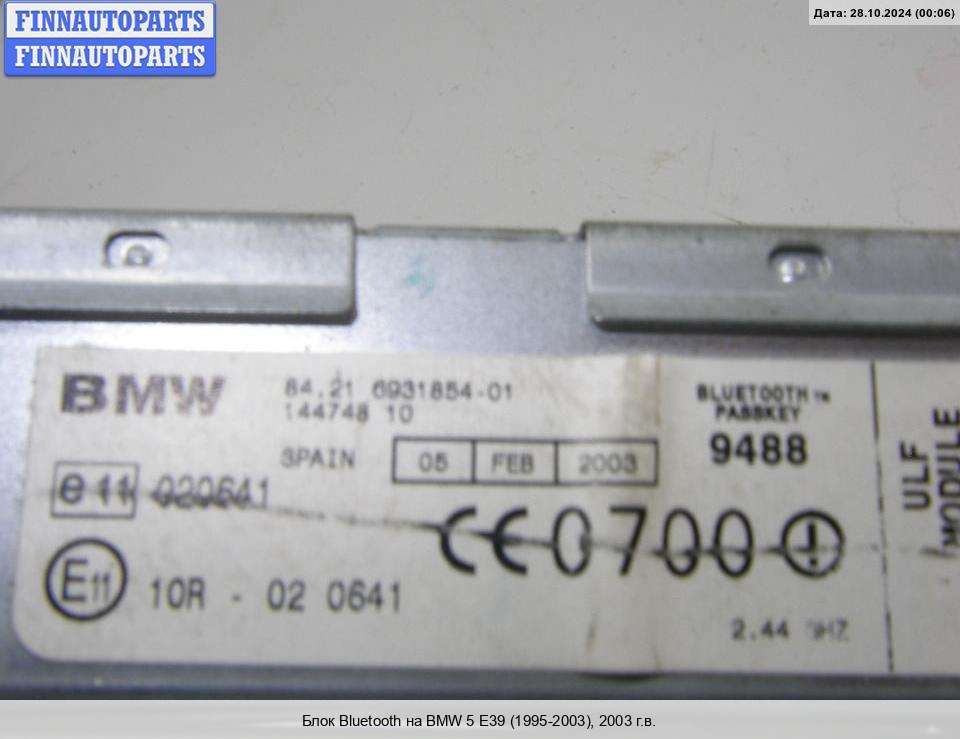 FINNAUTOPARTS
FINNAUTOPARTS
Дата: 28.10.2024 (00:06)
BMW
84.21 6931854-01
144748 10
SPAIN
05 FEB 2003
BLUETOOTH™
PASSKEY
9488
e11 020641
CE0700
E11 10R - 02 0641
2.44 GHZ
ULF
MODULE
Блок Bluetooth на BMW 5 E39 (1995-2003), 2003 г.в.